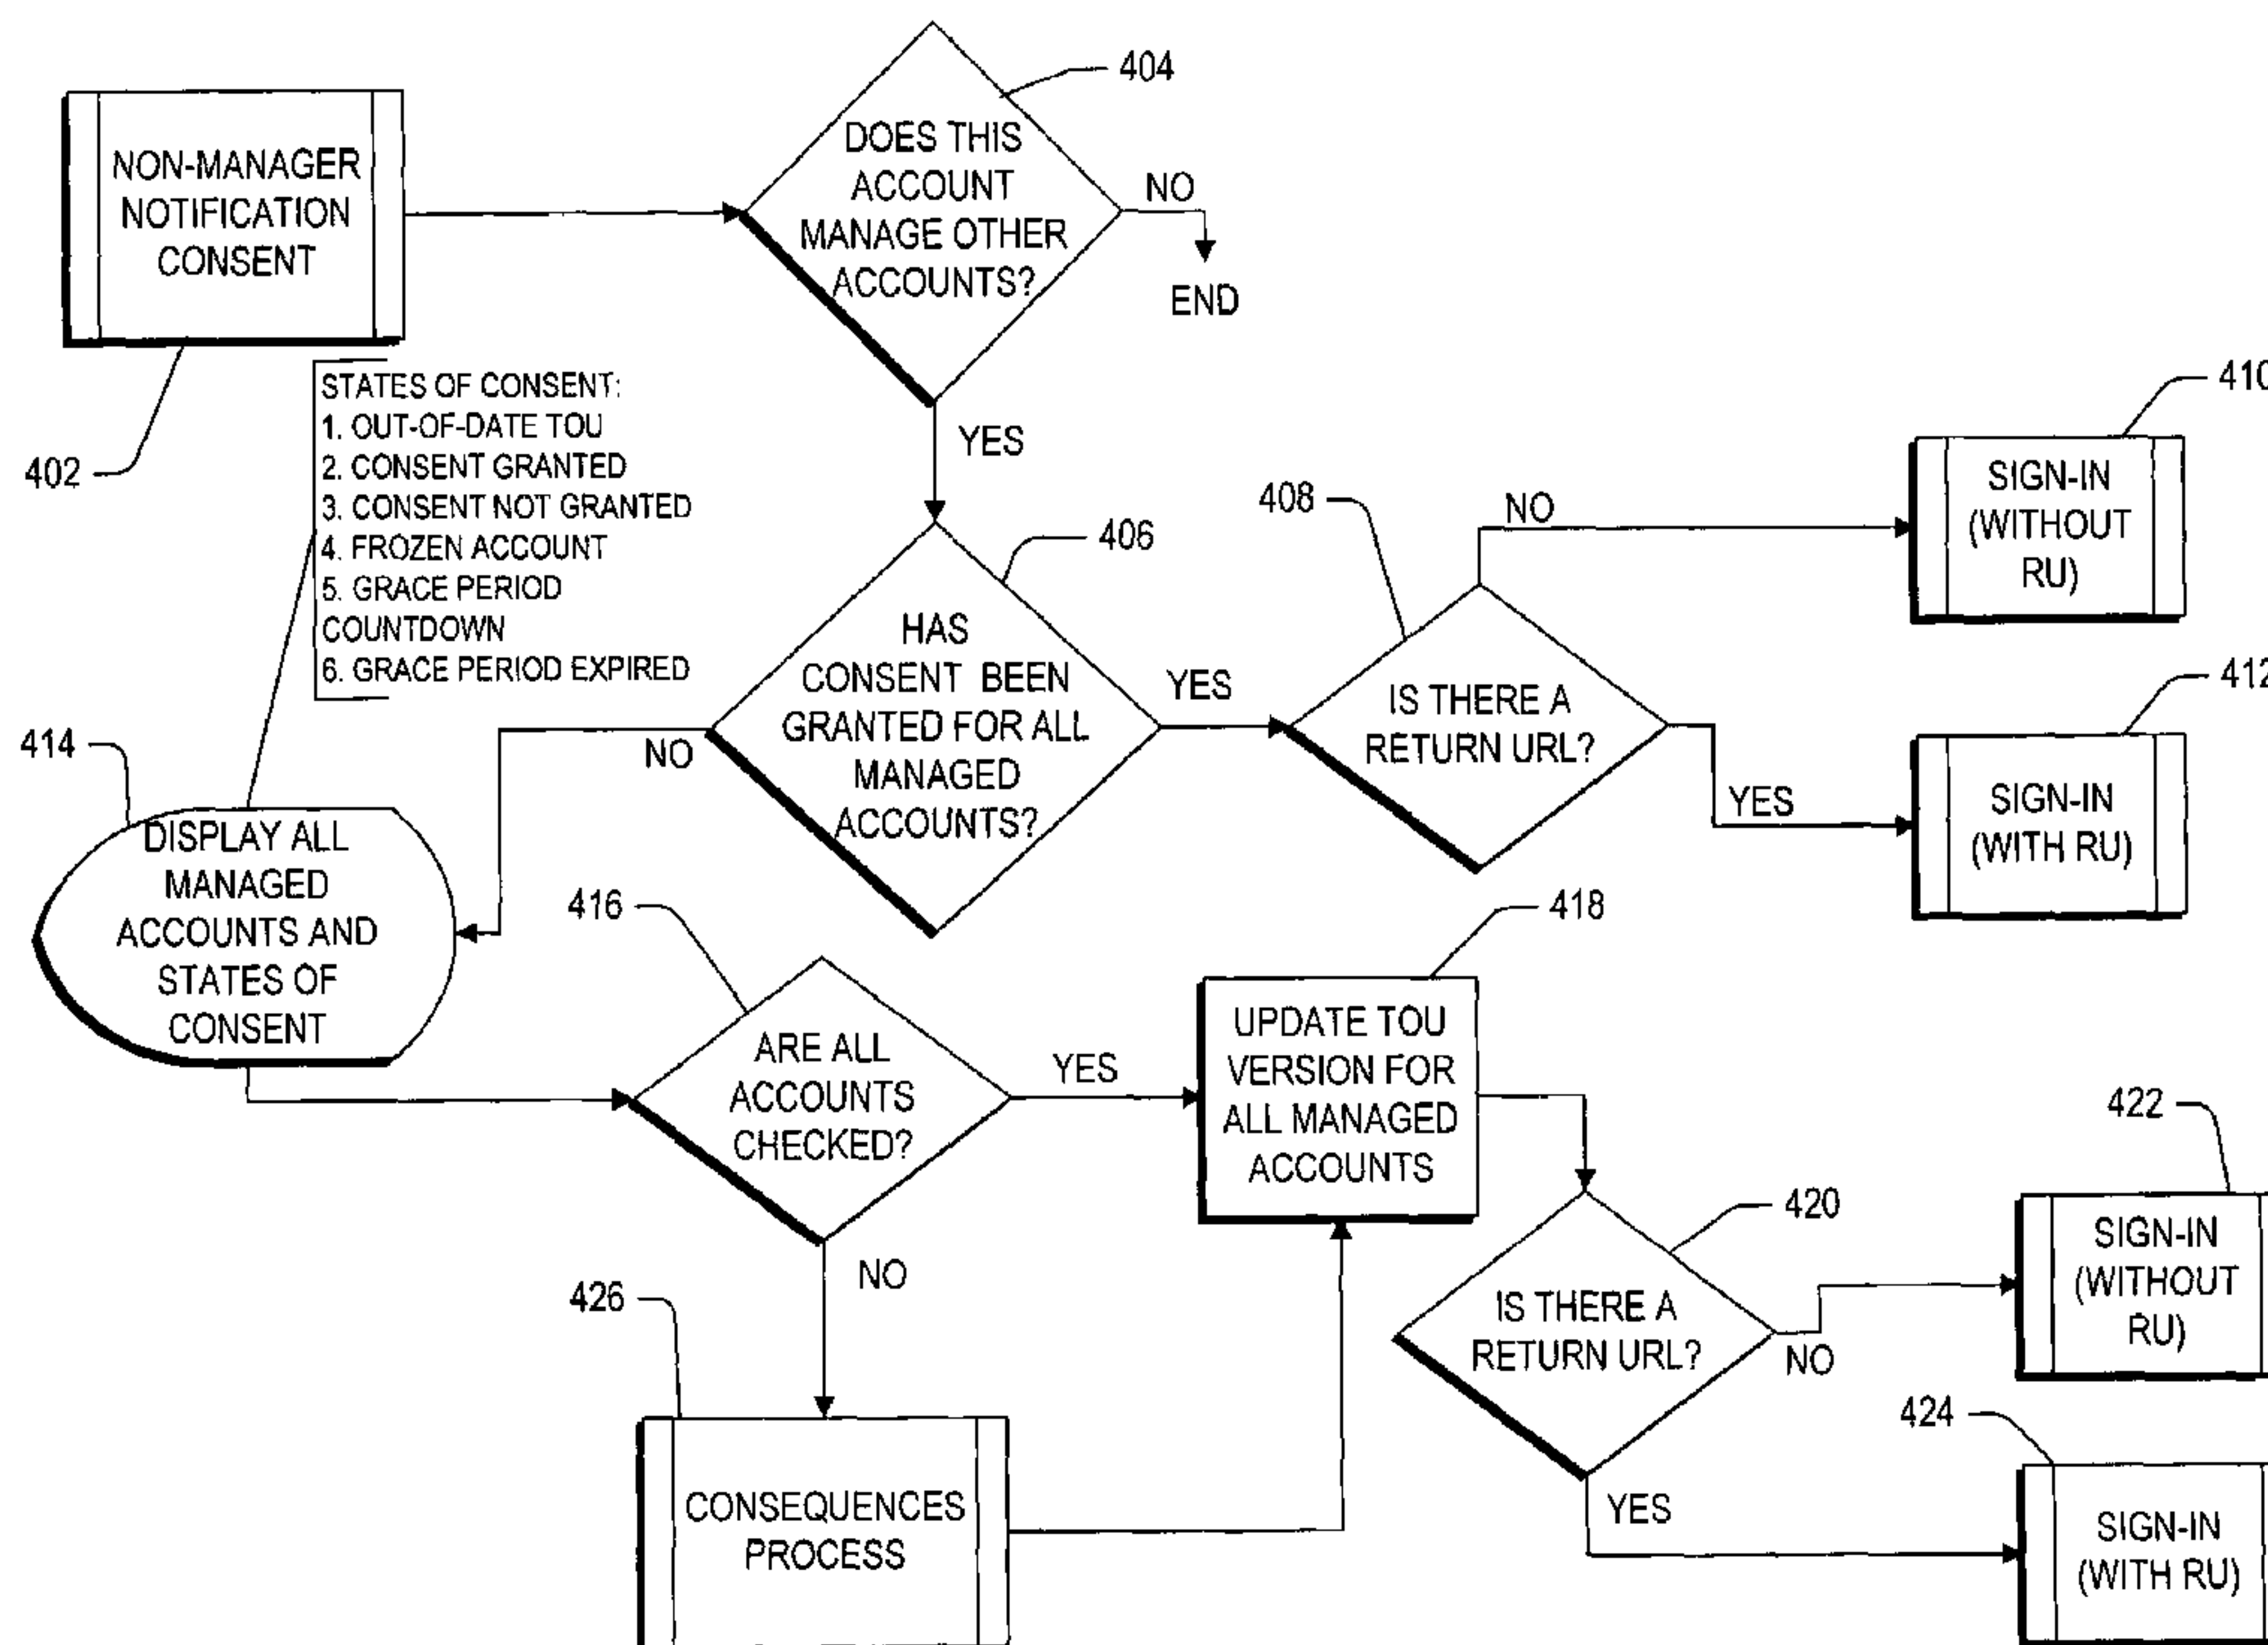 404
NON-MANAGER
NOTIFICATION
CONSENT
DOES THIS
ACCOUNT
MANAGE OTHER
ACCOUNTS?
NO
END
402
STATES OF CONSENT:
1. OUT-OF-DATE TOU
2. CONSENT GRANTED
3. CONSENT NOT GRANTED
4. FROZEN ACCOUNT
5. GRACE PERIOD
COUNTDOWN
6. GRACE PERIOD EXPIRED
YES
406
HAS
CONSENT BEEN
GRANTED FOR ALL
MANAGED
ACCOUNTS?
YES
NO
408
IS THERE A
RETURN URL?
NO
410
SIGN-IN
(WITHOUT
RU)
YES
412
SIGN-IN
(WITH RU)
414
DISPLAY ALL
MANAGED
ACCOUNTS AND
STATES OF
CONSENT
416
ARE ALL
ACCOUNTS
CHECKED?
YES
NO
418
UPDATE TOU
VERSION FOR
ALL MANAGED
ACCOUNTS
420
IS THERE A
RETURN URL?
NO
422
SIGN-IN
(WITHOUT
RU)
YES
424
SIGN-IN
(WITH RU)
426
CONSEQUENCES
PROCESS